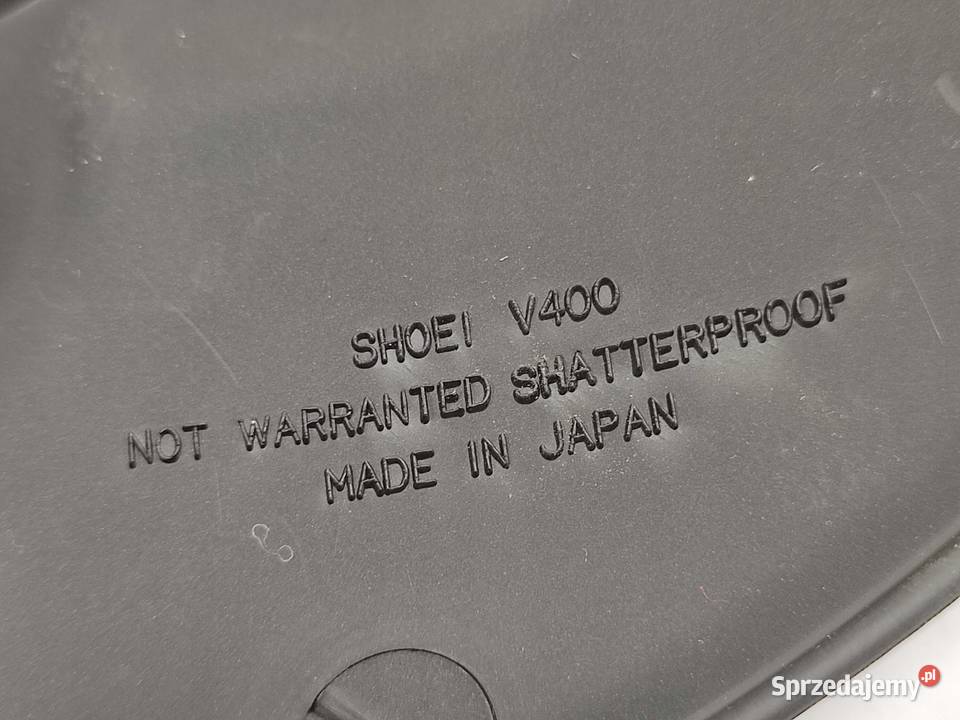 SHOEI V400
NOT WARRANTED SHATTERPROOF
MADE IN JAPAN
Sprzedajemy.pl